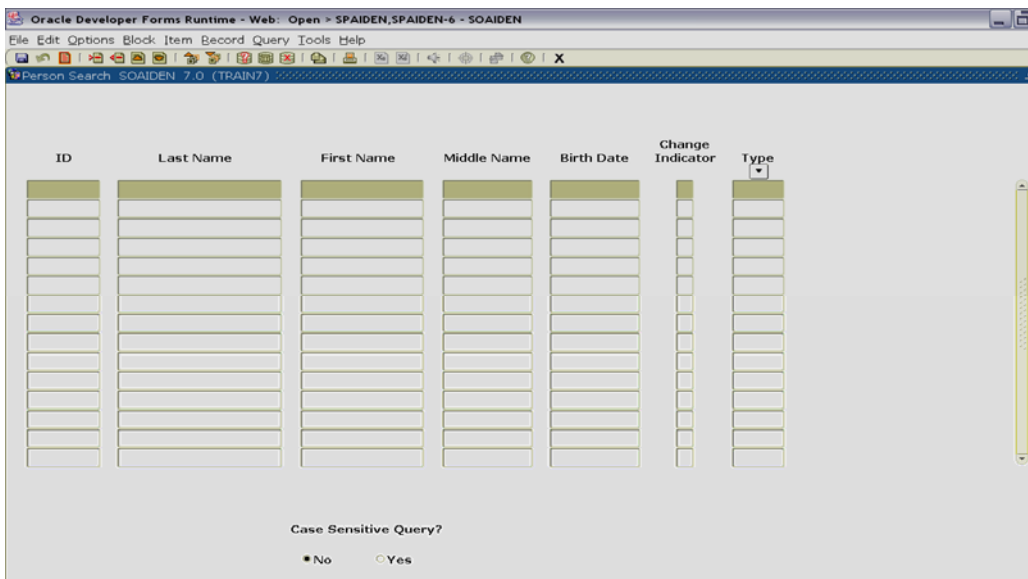 Oracle Developer Forms Runtime - Web: Open > SPAIDEN,SPAIDEN-6 - SOAIDEN
File Edit Options Block Item Record Query Tools Help
Person Search SOAIDEN 7.0 (TRAIN7)
ID Last Name First Name Middle Name Birth Date Change Indicator Type
Case Sensitive Query?
No Yes